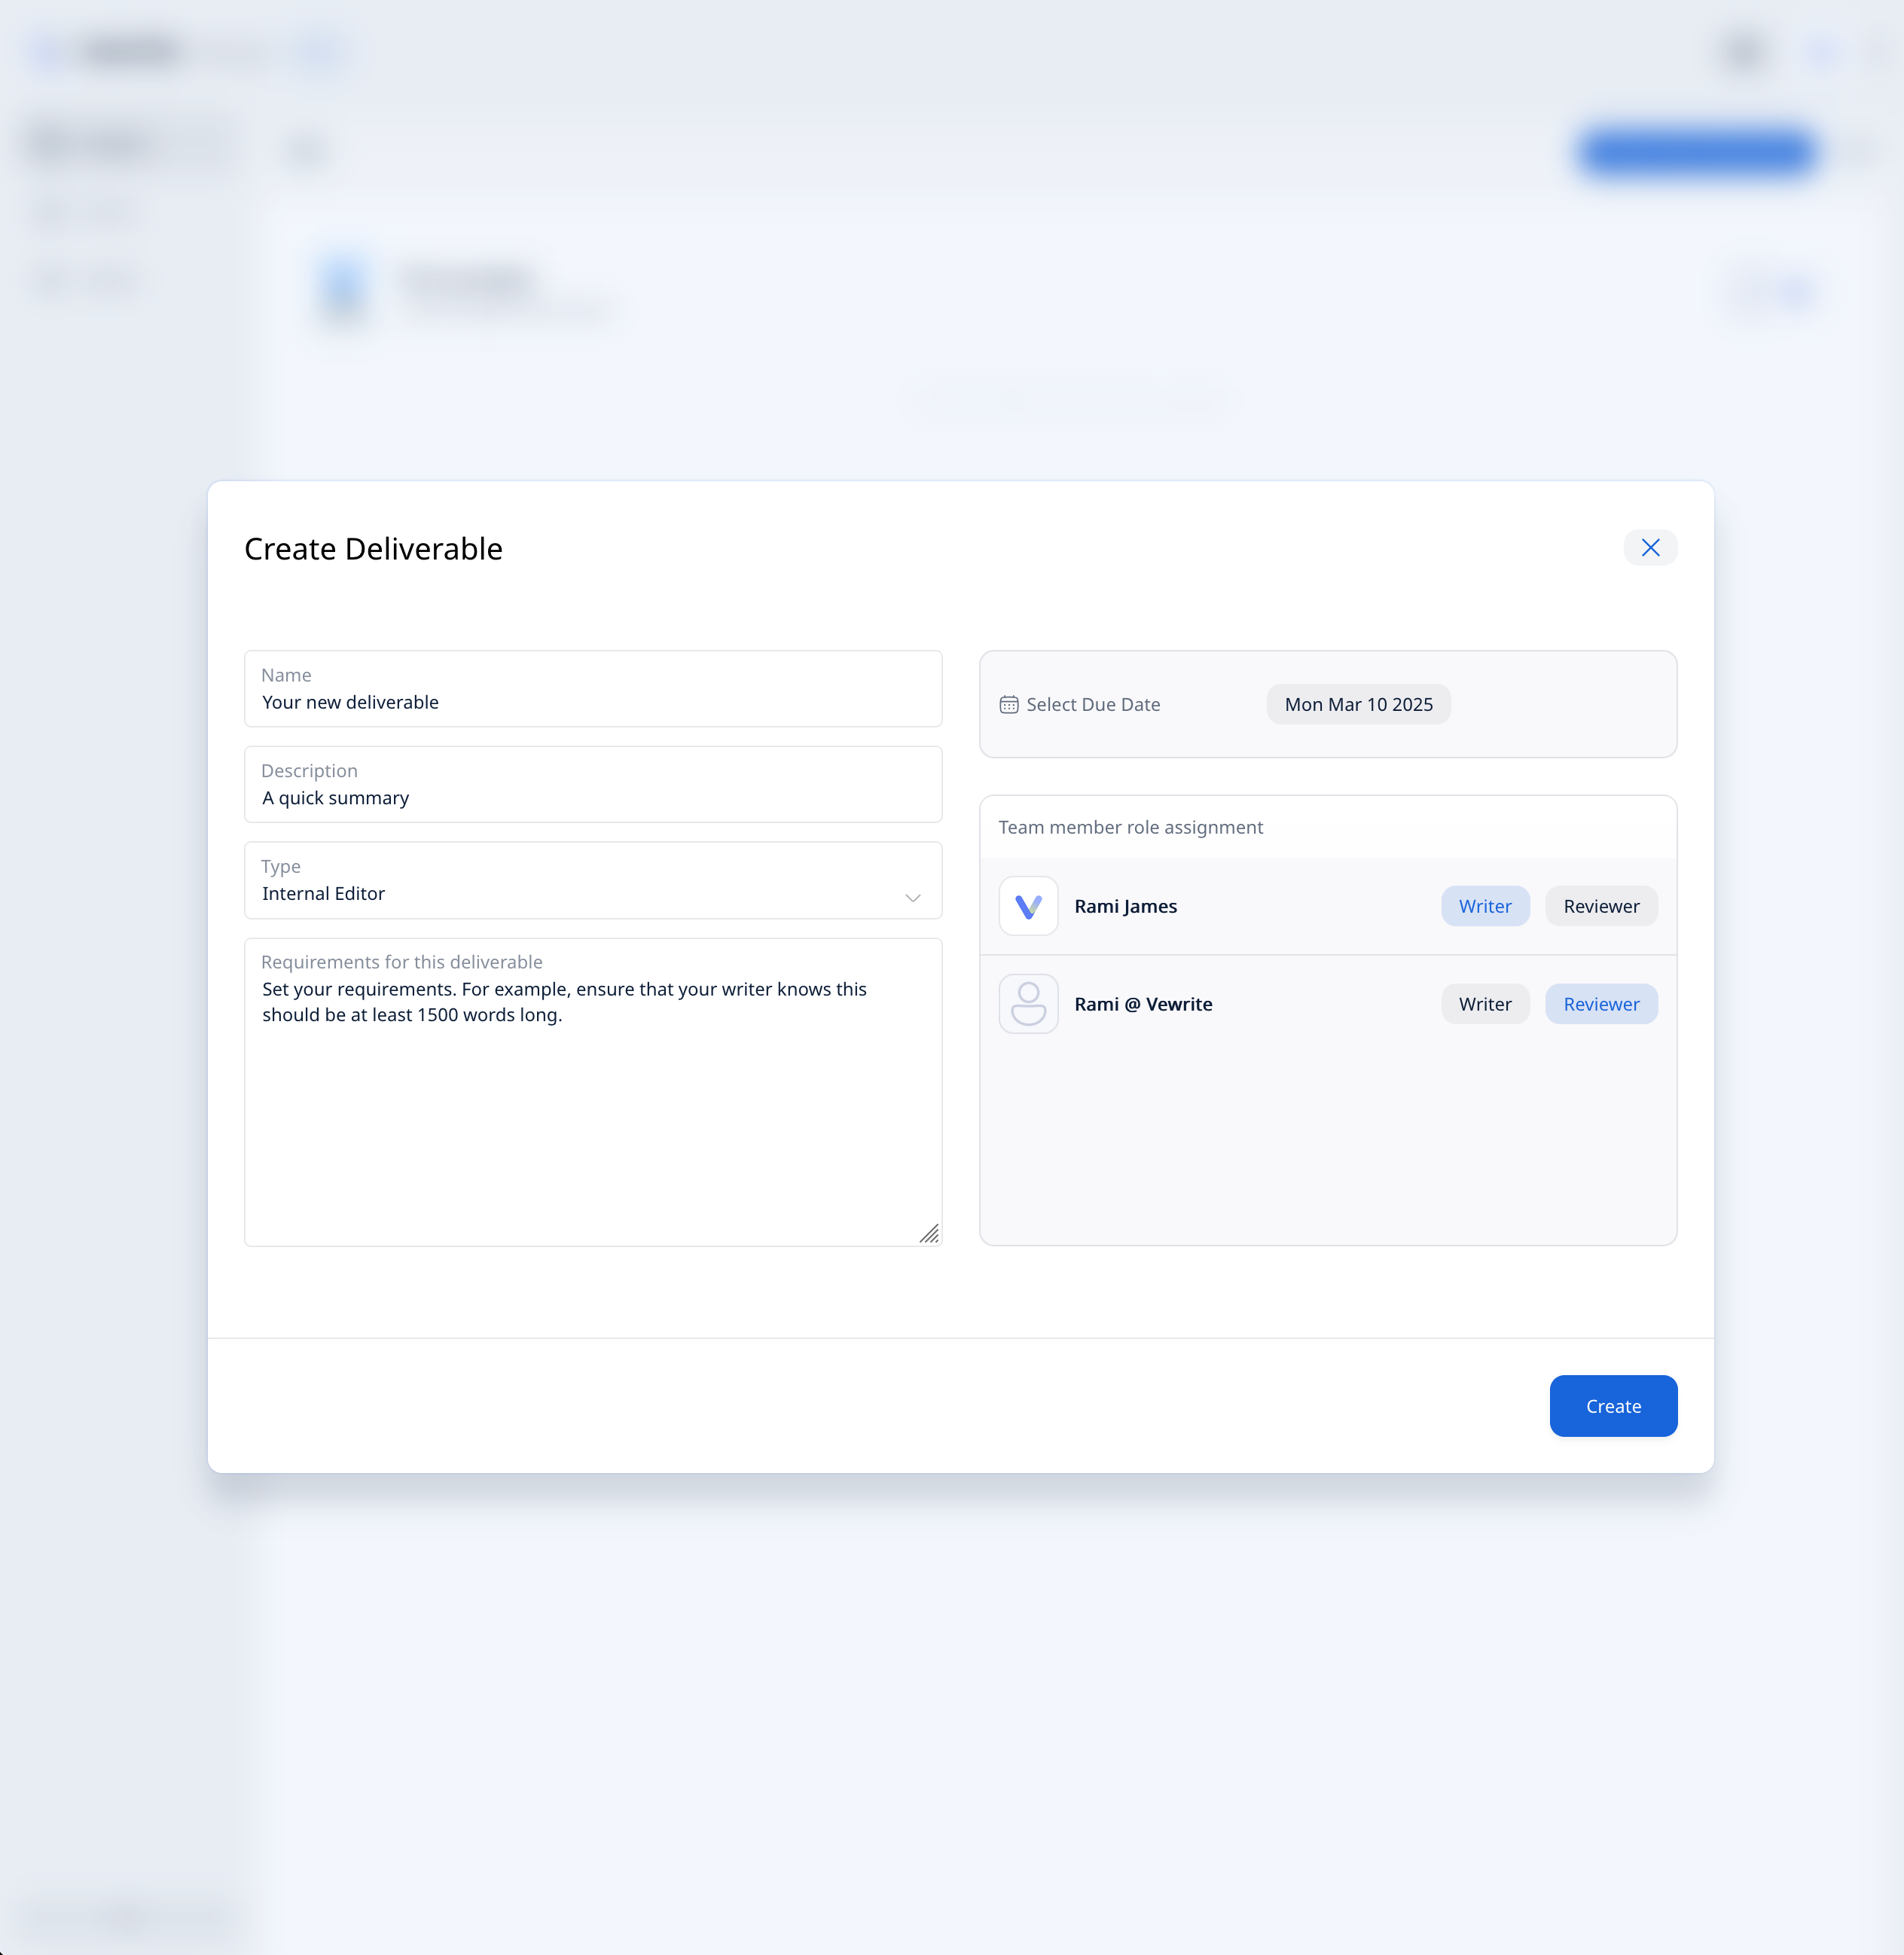 Create Deliverable
Name
Your new deliverable
Description
A quick summary
Type
Internal Editor
Requirements for this deliverable
Set your requirements. For example, ensure that your writer knows this
should be at least 1500 words long.
Select Due Date
Mon Mar 10 2025
Team member role assignment
Rami James
Writer
Reviewer
Rami @ Vewrite
Writer
Reviewer
Create